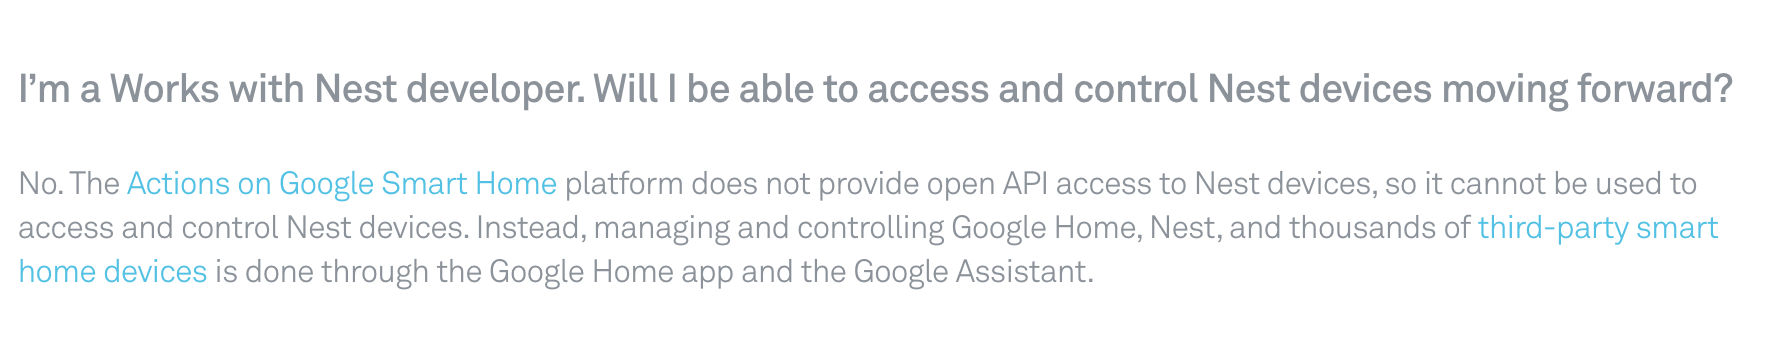 I’m a Works with Nest developer. Will I be able to access and control Nest devices moving forward?
No. The Actions on Google Smart Home platform does not provide open API access to Nest devices, so it cannot be used to
access and control Nest devices. Instead, managing and controlling Google Home, Nest, and thousands of third-party smart
home devices is done through the Google Home app and the Google Assistant.